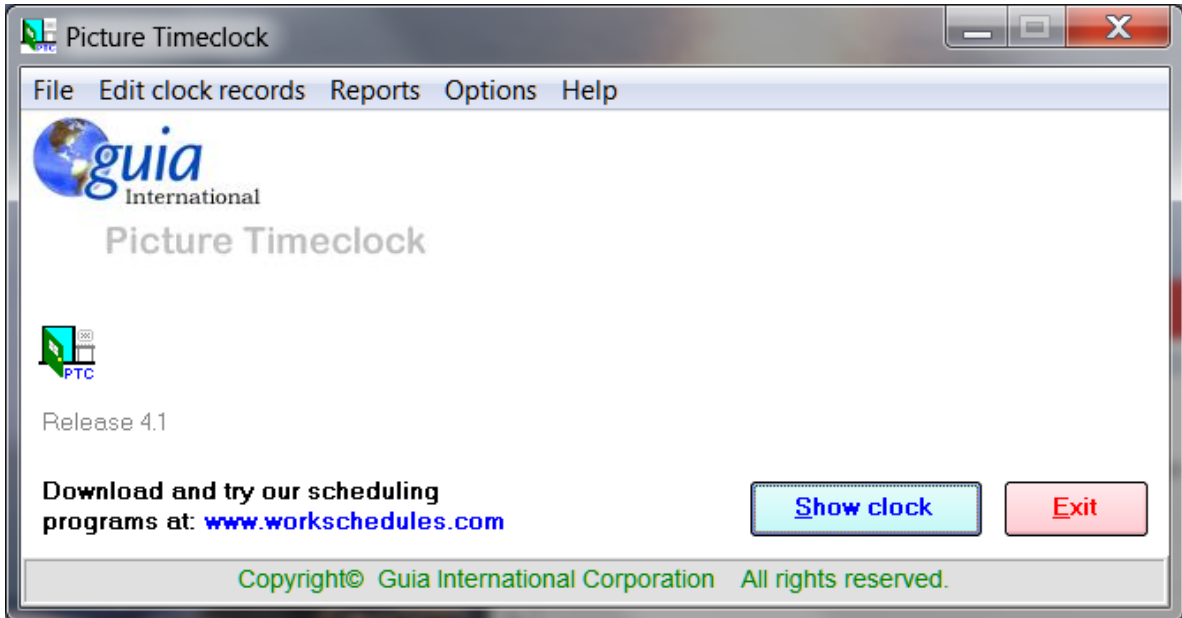 Picture Timeclock
File Edit clock records Reports Options Help
guia
International
Picture Timeclock
PTC
Release 4.1
Download and try our scheduling
programs at: www.workschedules.com
Show clock
Exit
Copyright© Guia International Corporation All rights reserved.